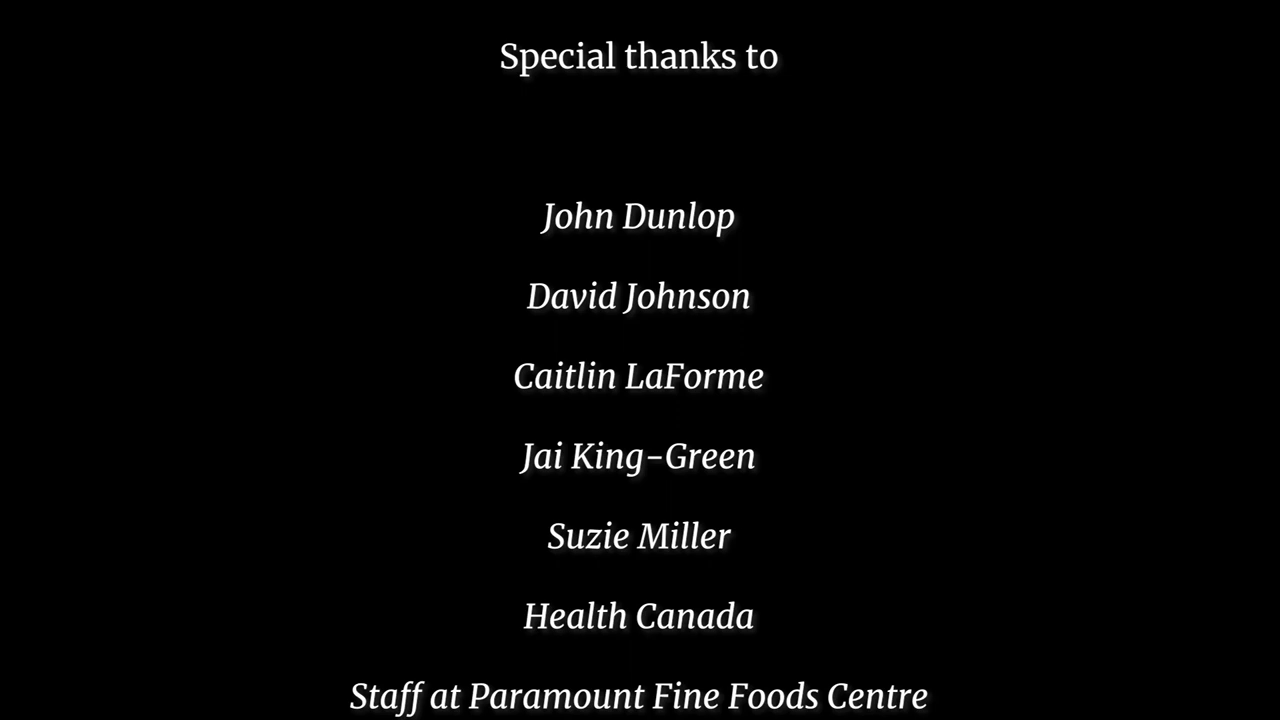 Special thanks to
John Dunlop
David Johnson
Caitlin LaForme
Jai King-Green
Suzie Miller
Health Canada
Staff at Paramount Fine Foods Centre